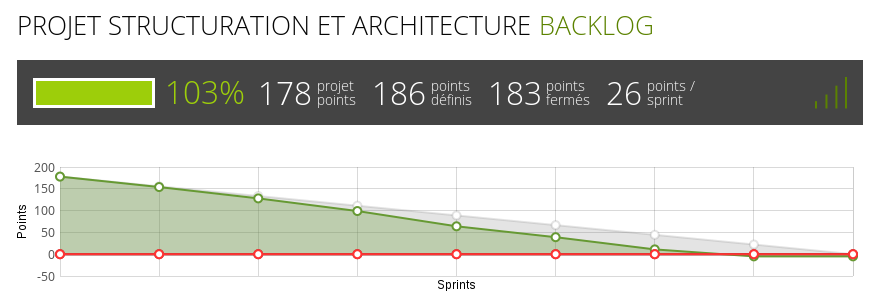 PROJET STRUCTURATION ET ARCHITECTURE BACKLOG
103% 178 projet points 186 points définis 183 points fermés 26 points / sprint
200
150
100
50
0
-50
Points
Sprints